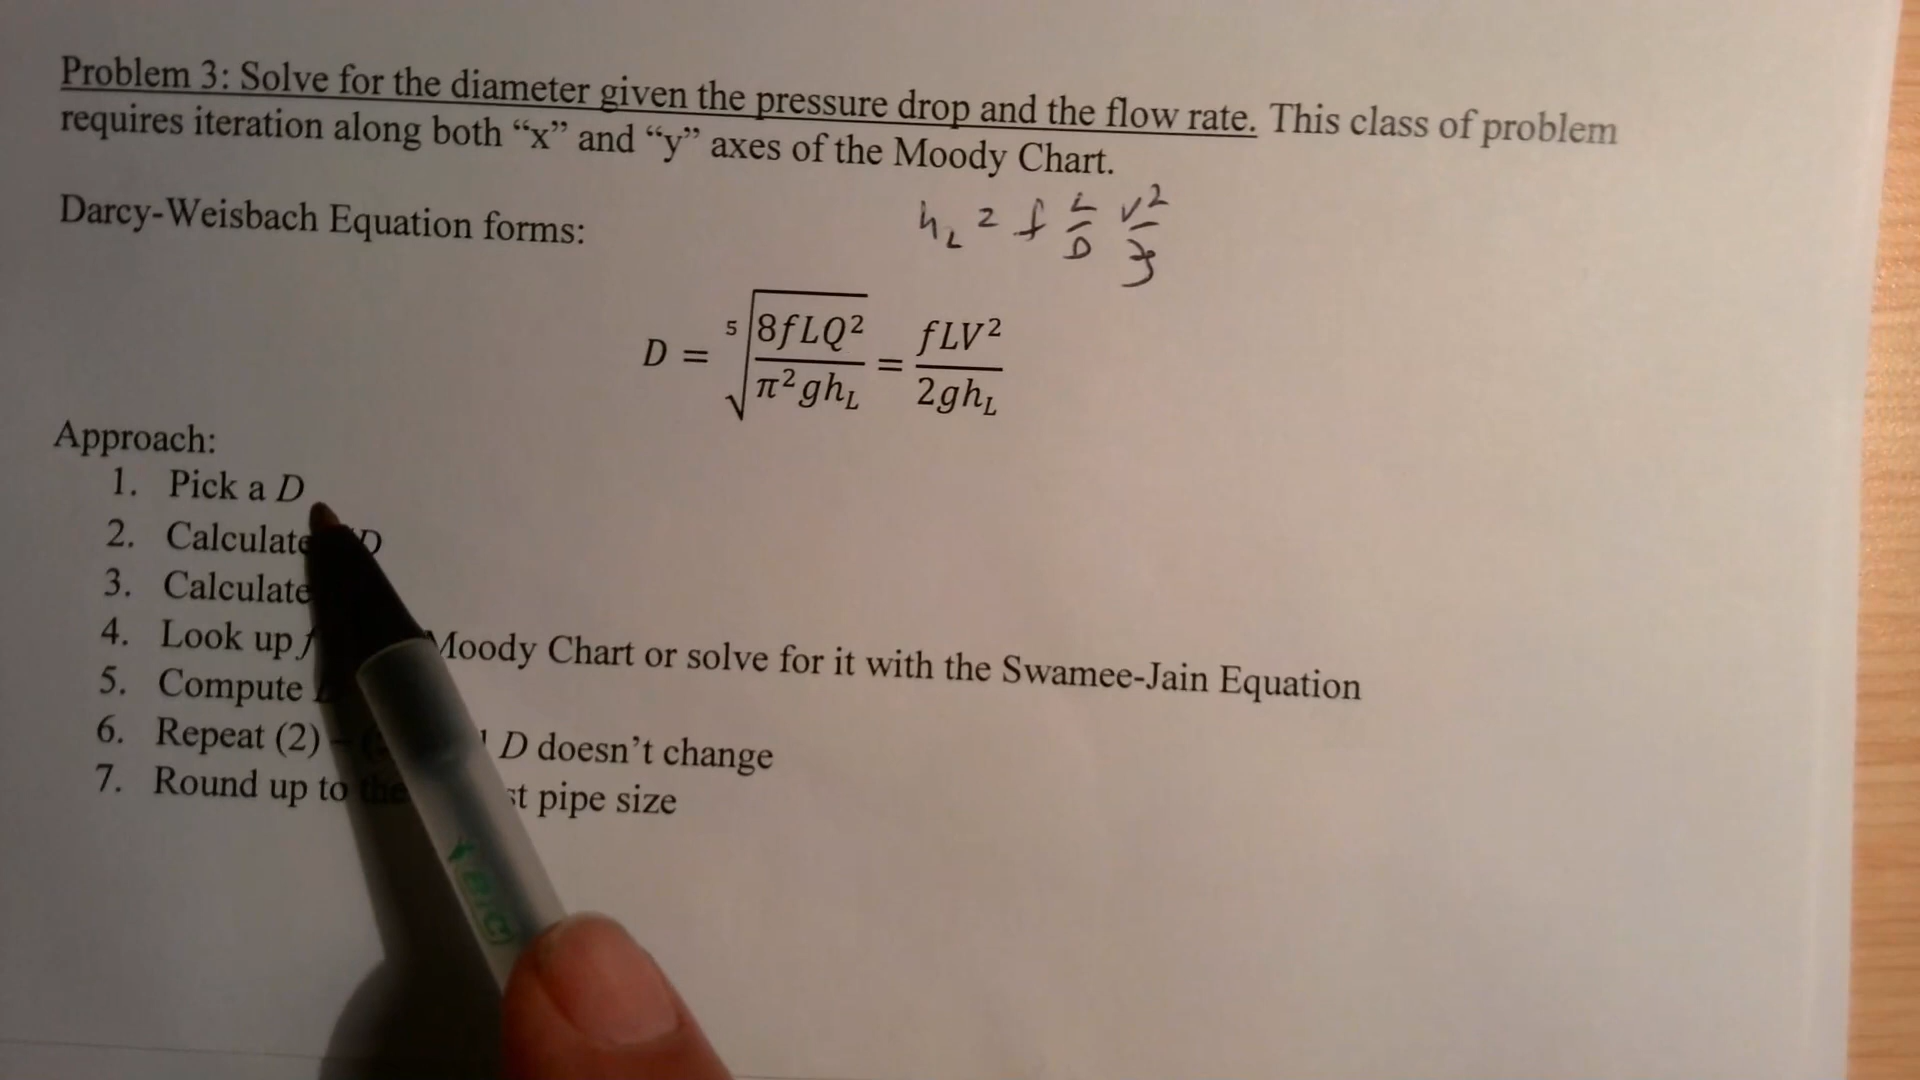 Problem 3: Solve for the diameter given the pressure drop and the flow rate. This class of problem
requires iteration along both “x” and “y” axes of the Moody Chart.
Darcy-Weisbach Equation forms:
h_L = f L/D V²/2g
D = ⁵√(8fLQ²/π²gh_L) = fLV²/2gh_L
Approach:
1. Pick a D
2. Calculate D
3. Calculate
4. Look up f Moody Chart or solve for it with the Swamee-Jain Equation
5. Compute
6. Repeat (2) – D doesn’t change
7. Round up to the pipe size
BIC